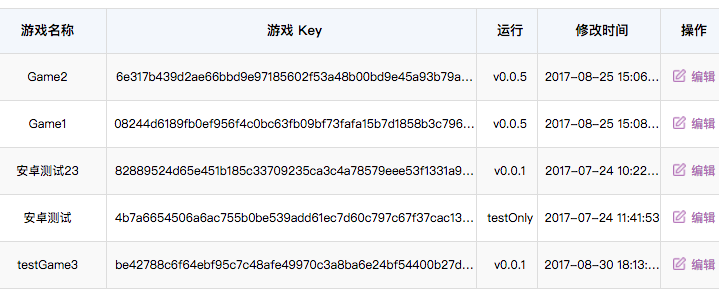 游戏名称 游戏 Key 运行 修改时间 操作
Game2 6e317b439d2ae66bbd9e97185602f53a48b00bd9e45a93b79a... v0.0.5 2017-08-25 15:06... 编辑
Game1 08244d6189fb0ef956f4c0bc63fb09bf73fafa15b7d1858b3c796... v0.0.5 2017-08-25 15:08... 编辑
安卓测试23 82889524d65e451b185c33709235ca3c4a78579eee53f1331a9... v0.0.1 2017-07-24 10:22... 编辑
安卓测试 4b7a6654506a6ac755b0be539add61ec7d60c797c67f37cac13... testOnly 2017-07-24 11:41:53 编辑
testGame3 be42788c6f64ebf95c7c48afe49970c3a8ba6e24bf54400b27d... v0.0.1 2017-08-30 18:13:... 编辑